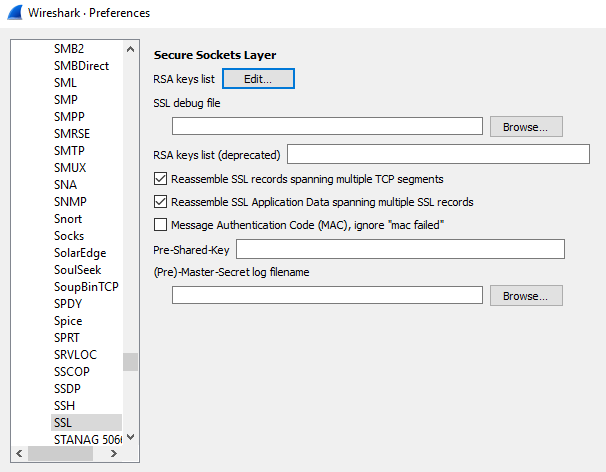 Wireshark · Preferences
SMB2
SMBDirect
SML
SMP
SMPP
SMRSE
SMTP
SMUX
SNA
SNMP
Snort
Socks
SolarEdge
SoulSeek
SoupBinTCP
SPDY
Spice
SPRT
SRVLOC
SSCOP
SSDP
SSH
SSL
STANAG 506
Secure Sockets Layer
RSA keys list Edit...
SSL debug file
Browse...
RSA keys list (deprecated)
Reassemble SSL records spanning multiple TCP segments
Reassemble SSL Application Data spanning multiple SSL records
Message Authentication Code (MAC), ignore "mac failed"
Pre-Shared-Key
(Pre)-Master-Secret log filename
Browse...